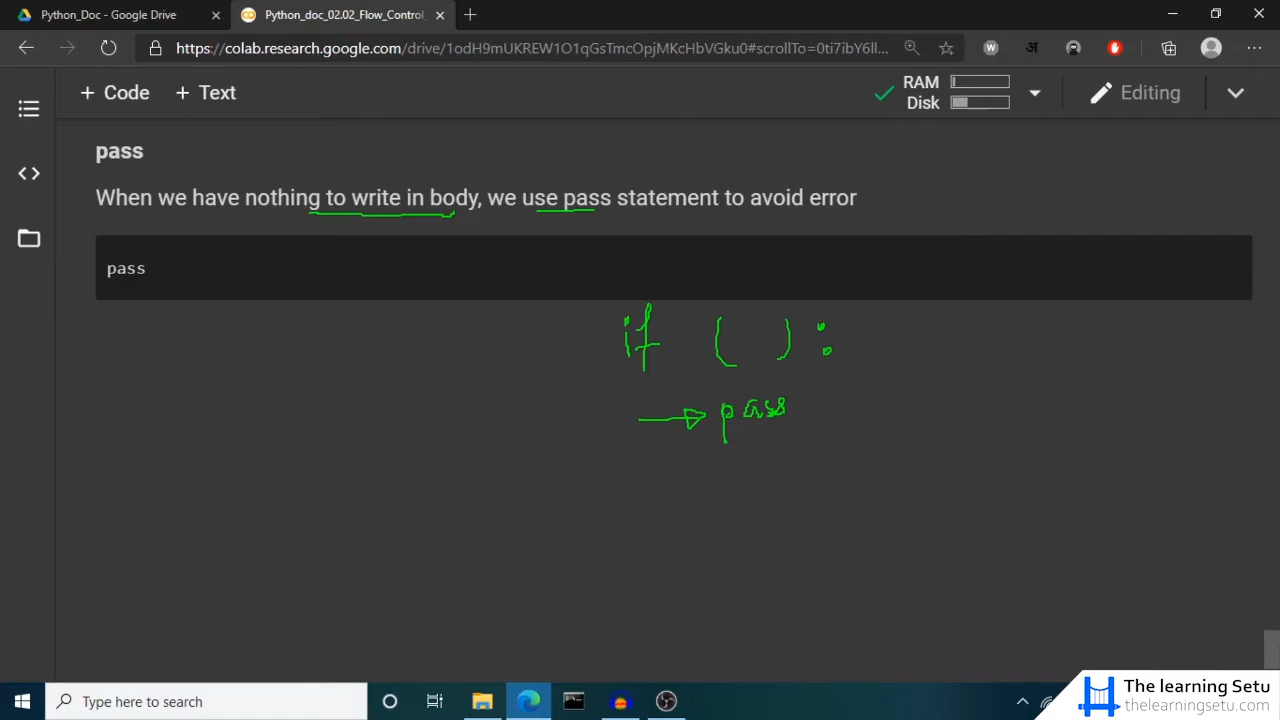 Python_Doc - Google Drive
Python_doc_02.02_Flow_Control_
https://colab.research.google.com/drive/1odH9mUKREW1O1qGsTmcOpjMKcHbVGku0#scrollTo=0ti7ibY6ll...
W
अ
+ Code + Text
RAM
Disk
Editing
pass
When we have nothing to write in body, we use pass statement to avoid error
pass
if ( ) :
pass
Type here to search
The learning Setu
thelearningsetu.com